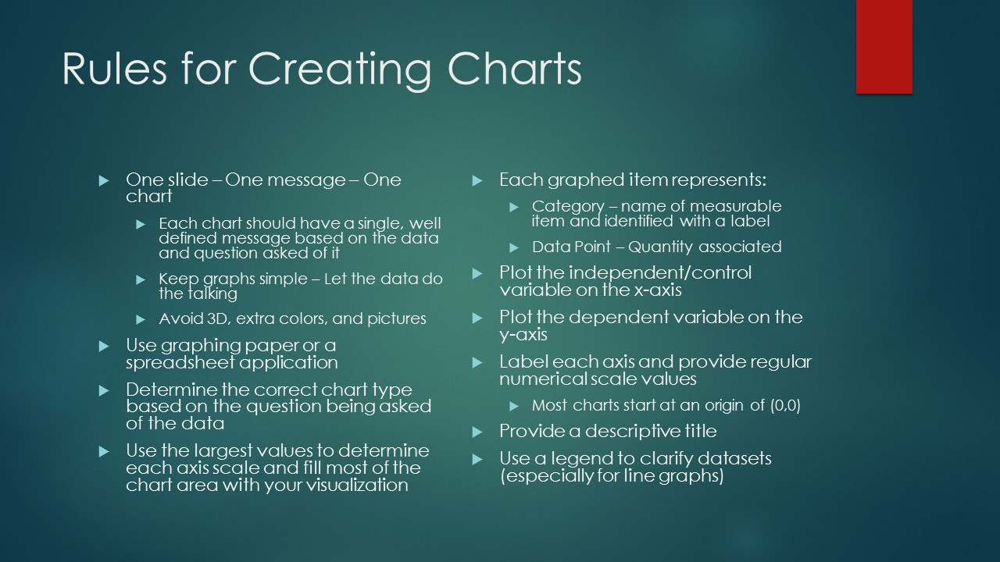 Rules for Creating Charts
One slide – One message – One
chart
Each chart should have a single, well
defined message based on the data
and question asked of it
Keep graphs simple – Let the data do
the talking
Avoid 3D, extra colors, and pictures
Use graphing paper or a
spreadsheet application
Determine the correct chart type
based on the question being asked
of the data
Use the largest values to determine
each axis scale and fill most of the
chart area with your visualization
Each graphed item represents:
Category – name of measurable
item and identified with a label
Data Point – Quantity associated
Plot the independent/control
variable on the x-axis
Plot the dependent variable on the
y-axis
Label each axis and provide regular
numerical scale values
Most charts start at an origin of (0,0)
Provide a descriptive title
Use a legend to clarify datasets
(especially for line graphs)